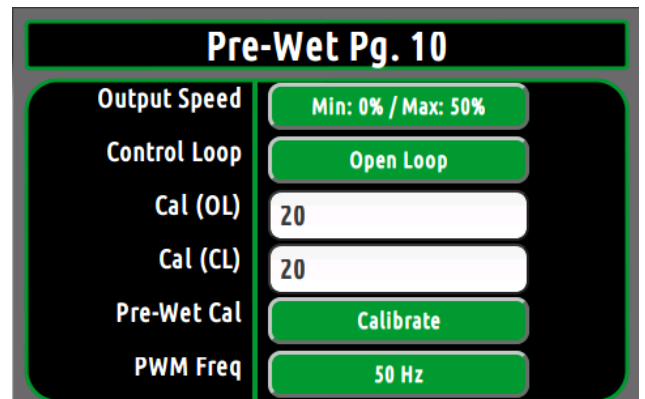 Pre-Wet Pg. 10
Output Speed Min: 0% / Max: 50%
Control Loop Open Loop
Cal (OL) 20
Cal (CL) 20
Pre-Wet Cal Calibrate
PWM Freq 50 Hz